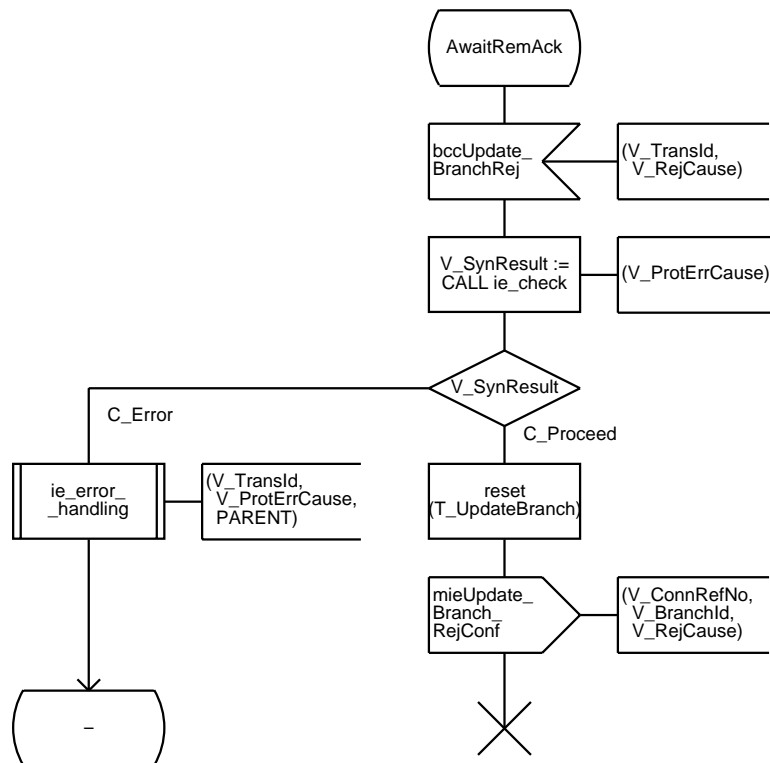 AwaitRemAck
bccUpdate_
BranchRej
(V_TransId,
V_RejCause)
V_SynResult :=
CALL ie_check
(V_ProtErrCause)
V_SynResult
C_Error
C_Proceed
ie_error_
_handling
(V_TransId,
V_ProtErrCause,
PARENT)
reset
(T_UpdateBranch)
mieUpdate_
Branch_
RejConf
(V_ConnRefNo,
V_BranchId,
V_RejCause)
–